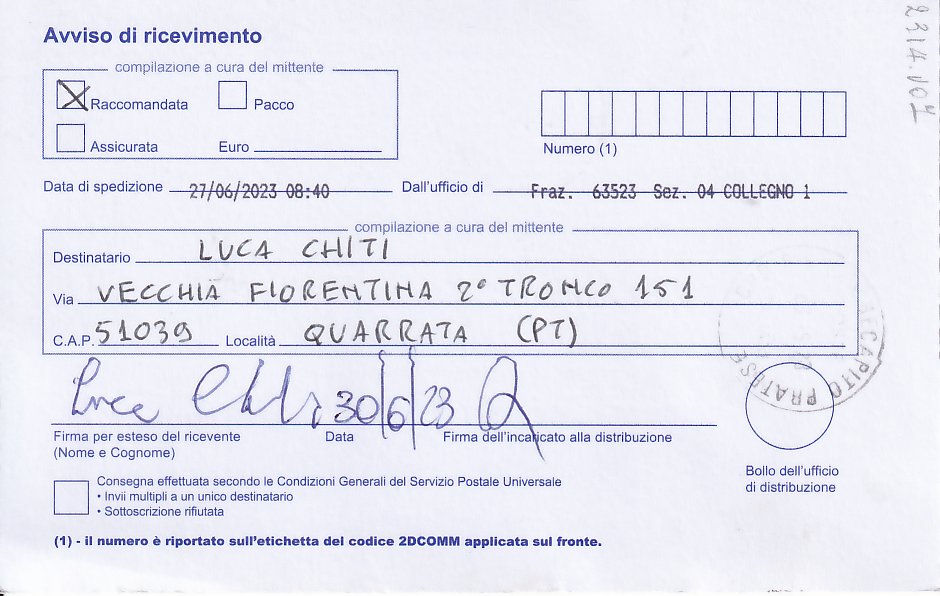 Avviso di ricevimento
compilazione a cura del mittente
Raccomandata Pacco
Assicurata Euro
Numero (1)
Data di spedizione 27/06/2023 08:40 Dall'ufficio di Fraz. 63523 Sez. 04 COLLEGNO 1
compilazione a cura del mittente
Destinatario LUCA CHITI
Via VECCHIA FIORENTINA 2° TRONCO 151
C.A.P. 51039 Località QUARRATA (PT)
Luca Chiti 30/6/23
Firma per esteso del ricevente Data Firma dell'incaricato alla distribuzione
(Nome e Cognome)
Bollo dell'ufficio
di distribuzione
Consegna effettuata secondo le Condizioni Generali del Servizio Postale Universale
• Invii multipli a un unico destinatario
• Sottoscrizione rifiutata
(1) - il numero è riportato sull'etichetta del codice 2DCOMM applicata sul fronte.